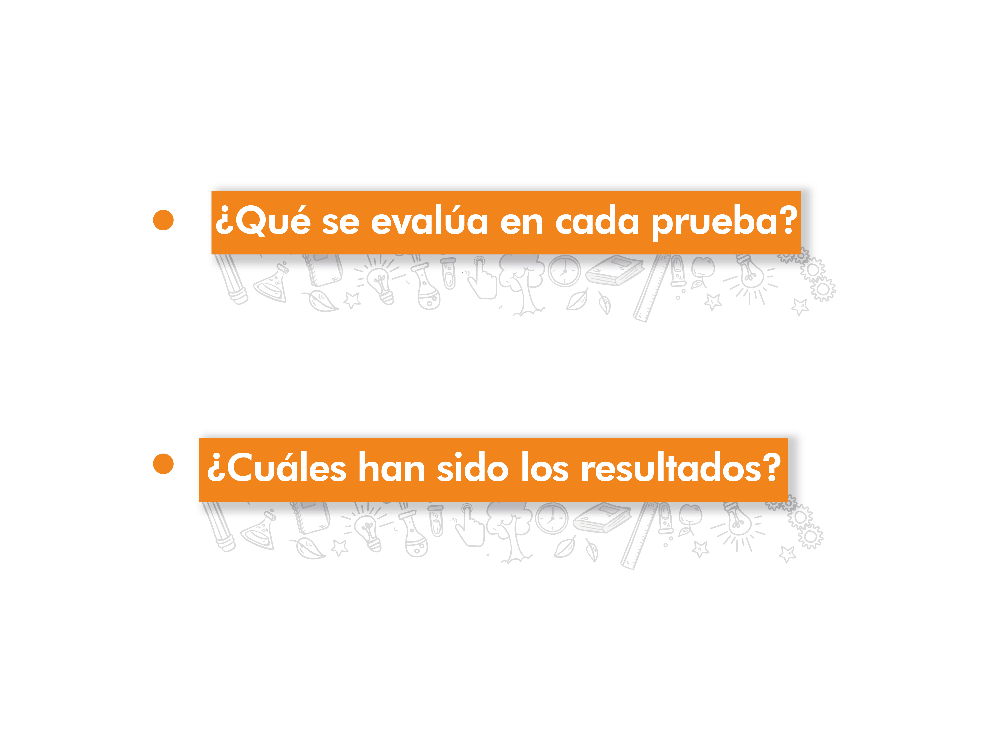 ¿Qué se evalúa en cada prueba?
¿Cuáles han sido los resultados?